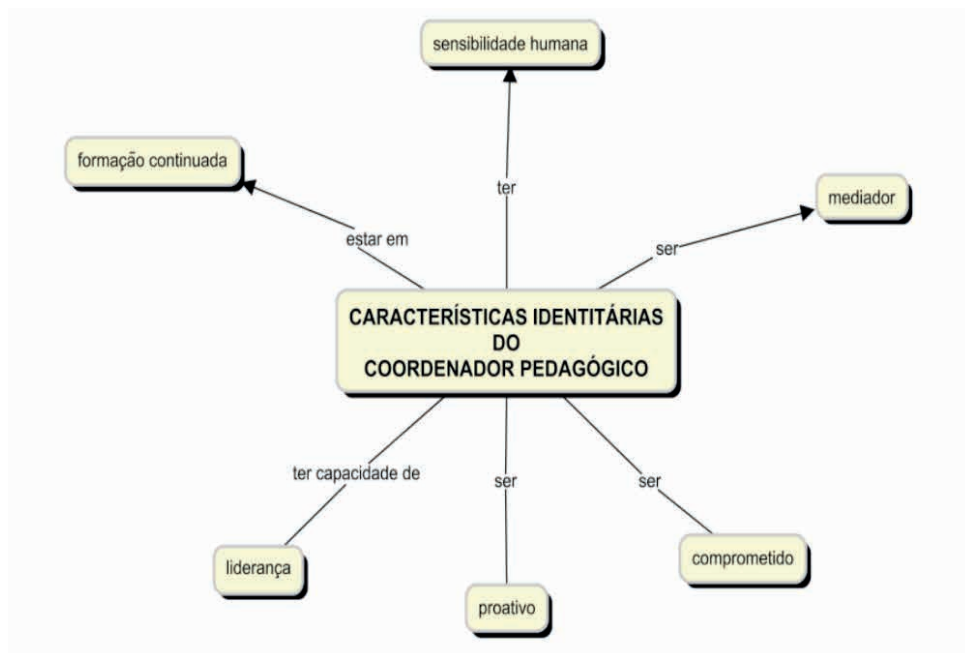 sensibilidade humana
formação continuada
mediador
ter
estar em
ser
CARACTERÍSTICAS IDENTITÁRIAS
DO
COORDENADOR PEDAGÓGICO
ter capacidade de
ser
ser
liderança
proativo
comprometido